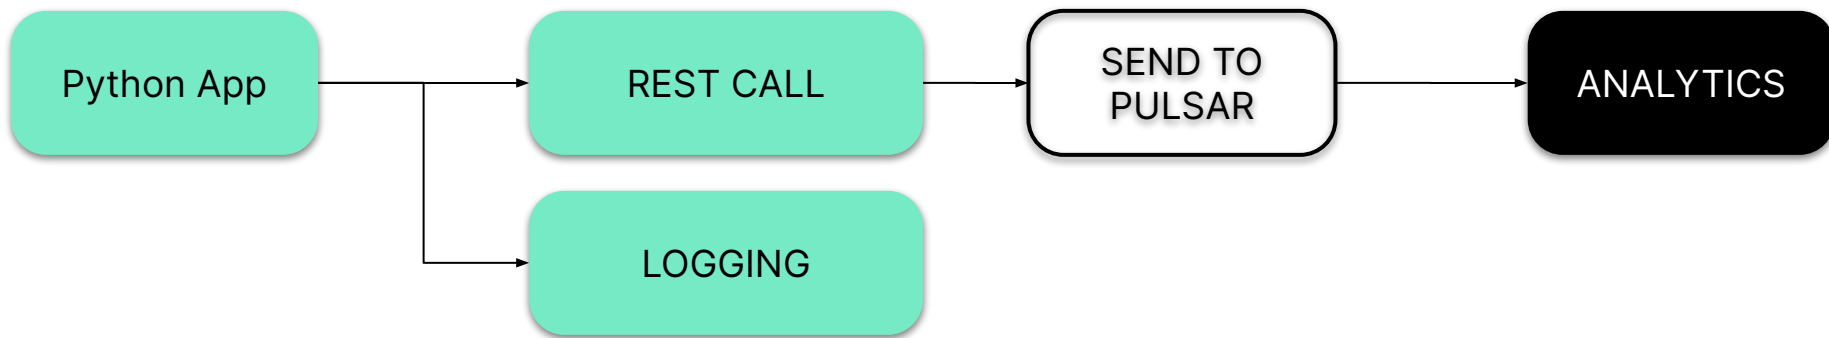 Python App
REST CALL
SEND TO
PULSAR
ANALYTICS
LOGGING